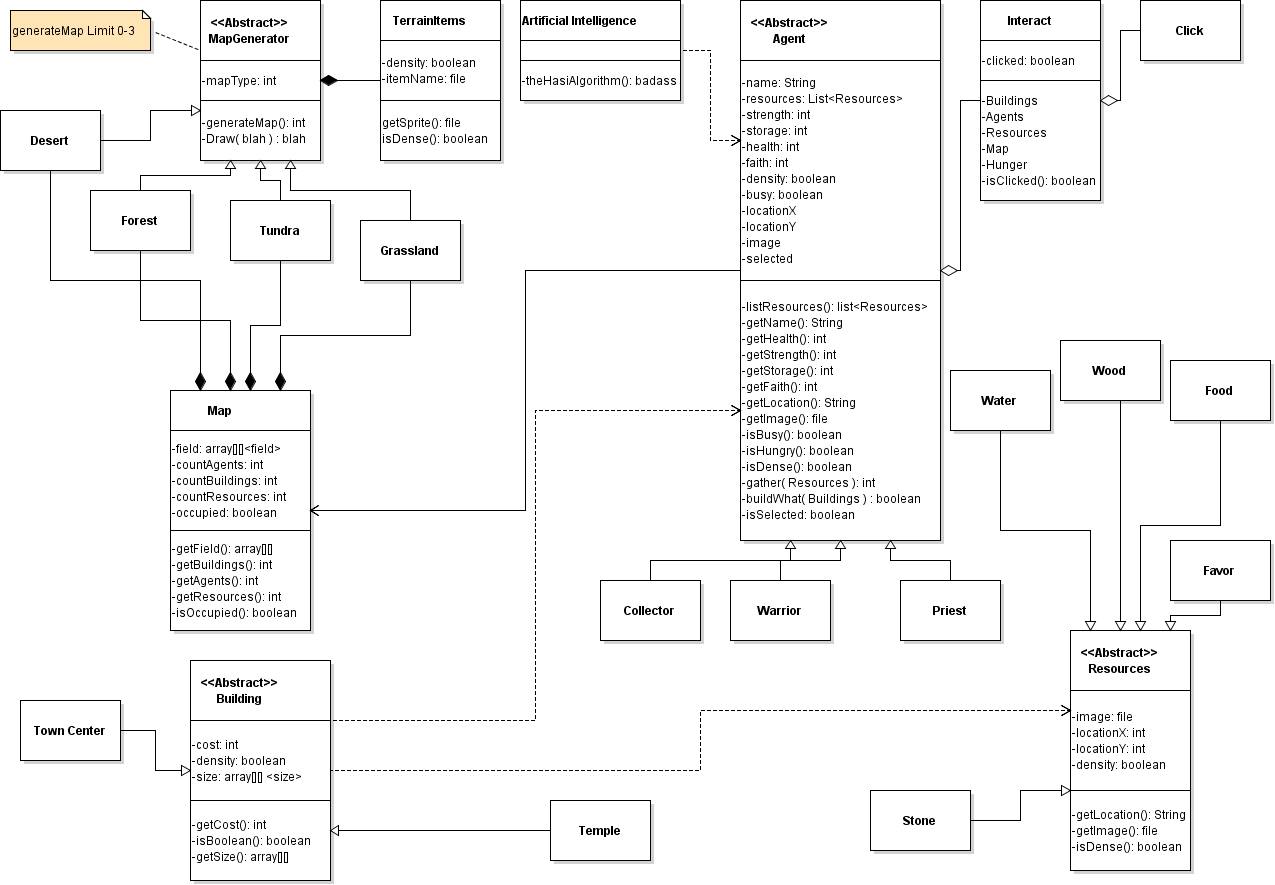 generateMap Limit 0-3
<<Abstract>>
MapGenerator
-mapType: int
-generateMap(): int
-Draw( blah ) : blah
TerrainItems
-density: boolean
-itemName: file
getSprite(): file
isDense(): boolean
Artificial Intelligence
-theHasiAlgorithm(): badass
<<Abstract>>
Agent
-name: String
-resources: List<Resources>
-strength: int
-storage: int
-health: int
-faith: int
-density: boolean
-busy: boolean
-locationX
-locationY
-image
-selected
-listResources(): list<Resources>
-getName(): String
-getHealth(): int
-getStrength(): int
-getStorage(): int
-getFaith(): int
-getLocation(): String
-getImage(): file
-isBusy(): boolean
-isHungry(): boolean
-isDense(): boolean
-gather( Resources ): int
-buildWhat( Buildings ) : boolean
-isSelected: boolean
Interact
-clicked: boolean
-Buildings
-Agents
-Resources
-Map
-Hunger
-isClicked(): boolean
Click
Desert
Forest
Tundra
Grassland
Map
-field: array[][]<field>
-countAgents: int
-countBuildings: int
-countResources: int
-occupied: boolean
-getField(): array[][]
-getBuildings(): int
-getAgents(): int
-getResources(): int
-isOccupied(): boolean
Water
Wood
Food
Favor
Collector
Warrior
Priest
<<Abstract>>
Building
-cost: int
-density: boolean
-size: array[][] <size>
-getCost(): int
-isBoolean(): boolean
-getSize(): array[][]
Town Center
Temple
Stone
<<Abstract>>
Resources
-image: file
-locationX: int
-locationY: int
-density: boolean
-getLocation(): String
-getImage(): file
-isDense(): boolean